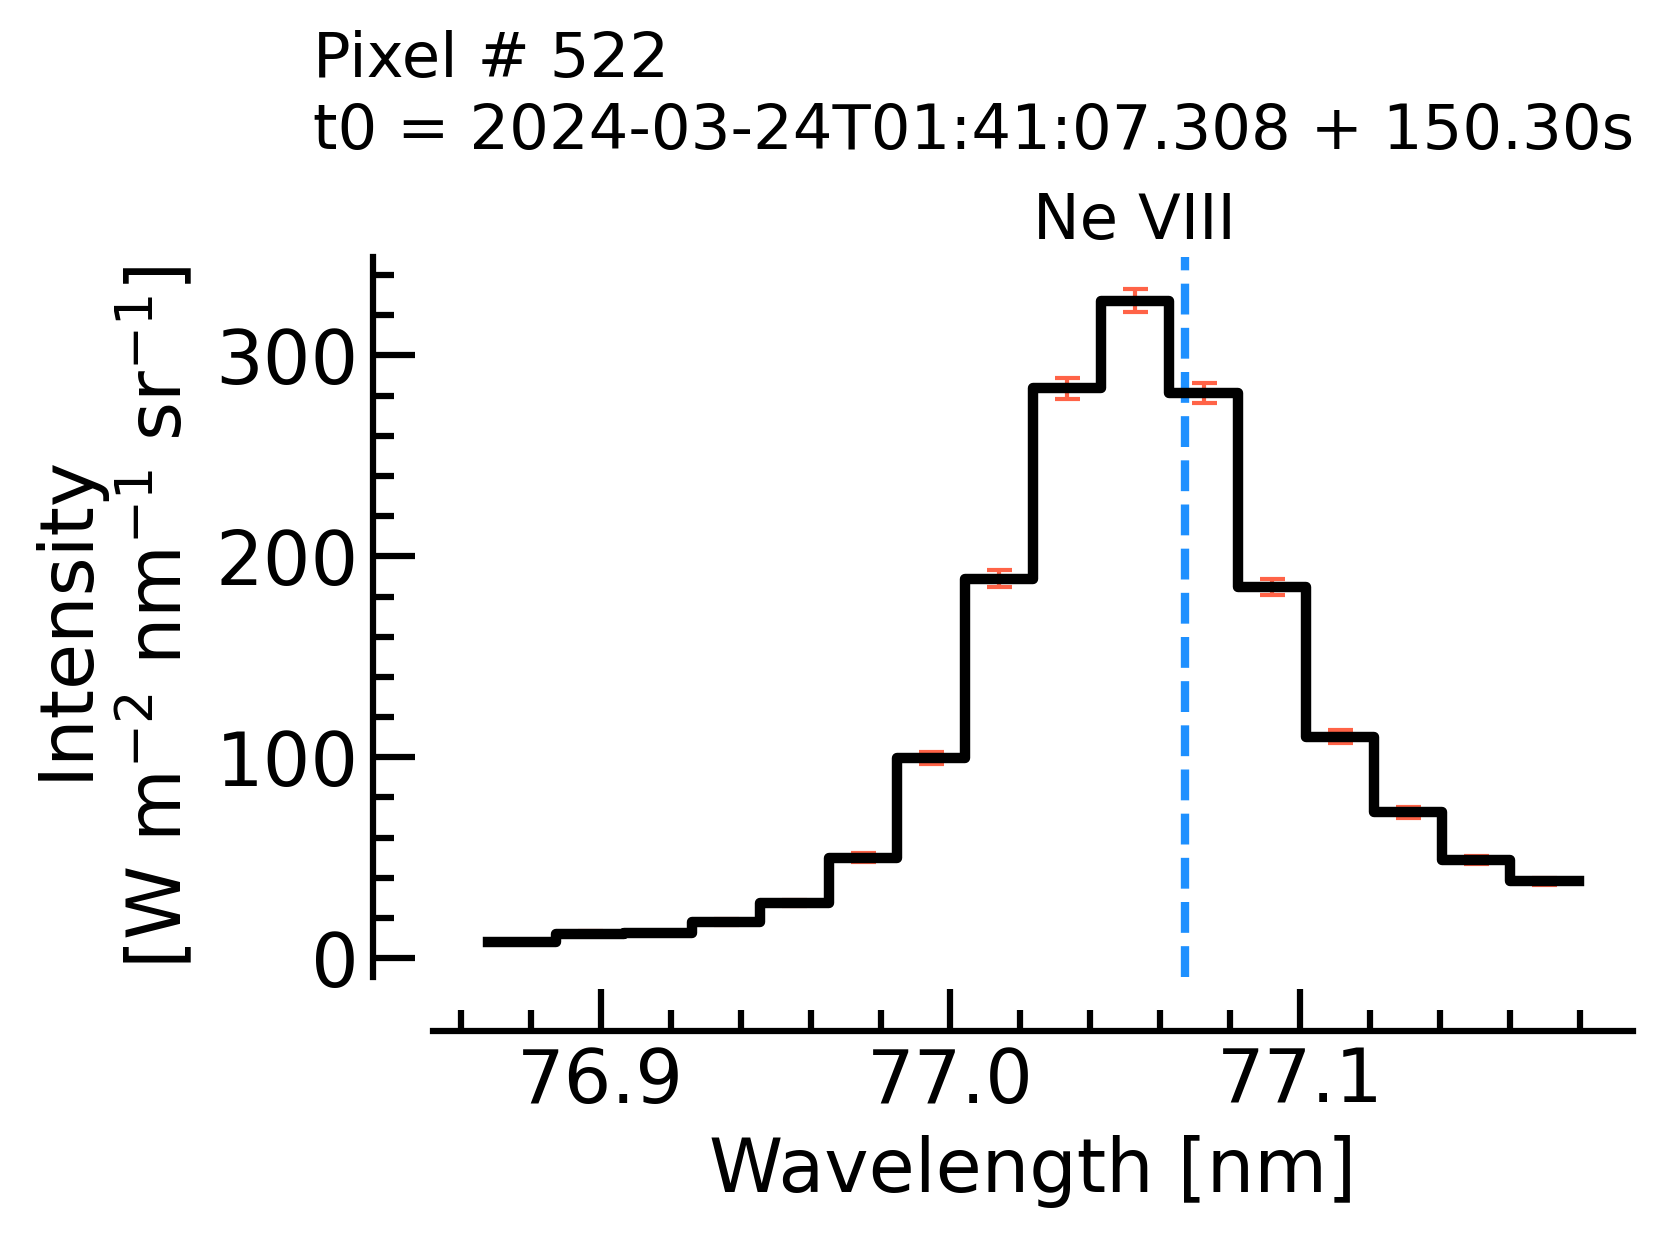 Pixel # 522
t0 = 2024-03-24T01:41:07.308 + 150.30s
Ne VIII
Intensity
[W m⁻² nm⁻¹ sr⁻¹]
300
200
100
0
76.9 77.0 77.1
Wavelength [nm]